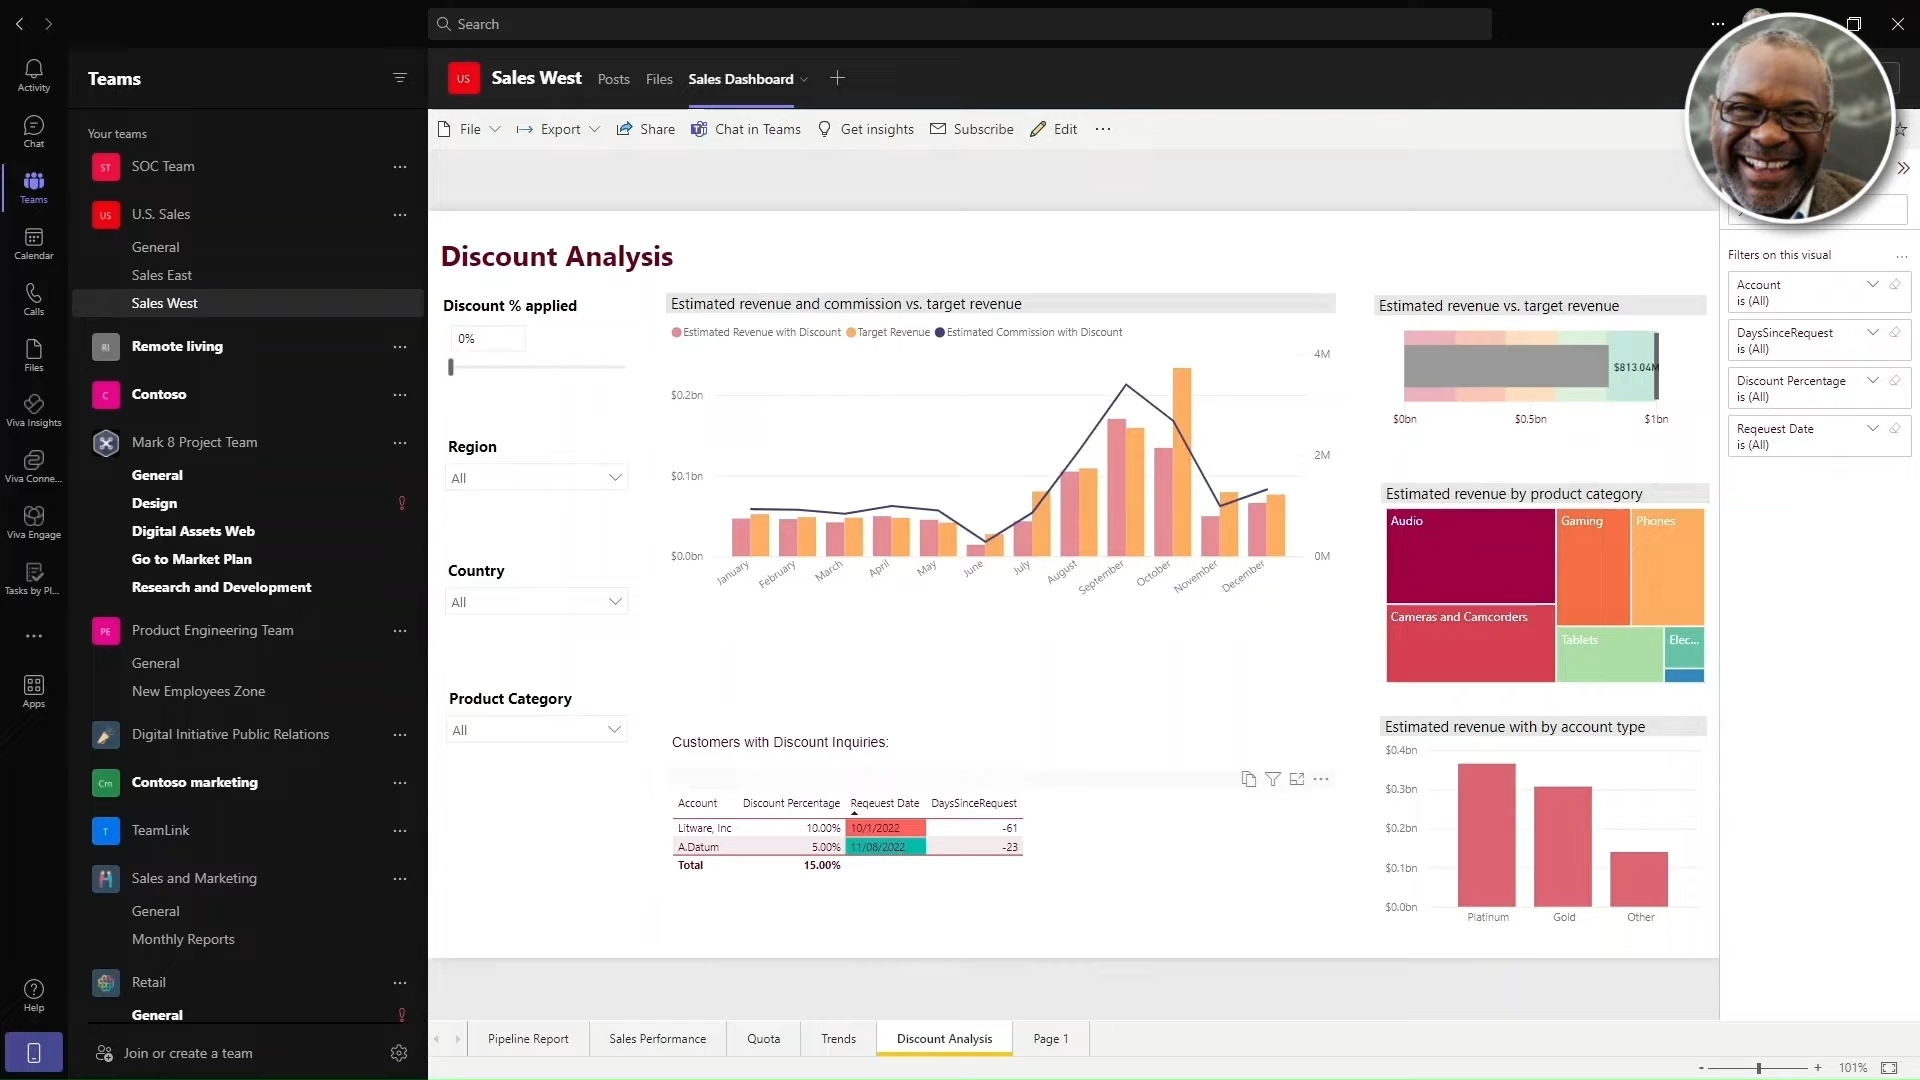 Search
Activity
Chat
Teams
Calendar
Calls
Files
Viva Insights
Viva Conne...
Viva Engage
Tasks by Pl...
Apps
Help
Teams
Your teams
ST SOC Team
US U.S. Sales
General
Sales East
Sales West
RI Remote living
C Contoso
Mark 8 Project Team
General
Design
Digital Assets Web
Go to Market Plan
Research and Development
PE Product Engineering Team
General
New Employees Zone
Digital Initiative Public Relations
Cm Contoso marketing
T TeamLink
Sales and Marketing
General
Monthly Reports
Retail
General
Join or create a team
US Sales West Posts Files Sales Dashboard
File Export Share Chat in Teams Get insights Subscribe Edit
Discount Analysis
Discount % applied
0%
Region
All
Country
All
Product Category
All
Estimated revenue and commission vs. target revenue
Estimated Revenue with Discount Target Revenue Estimated Commission with Discount
4M
$0.2bn
2M
$0.1bn
$0.0bn 0M
January February March April May June July August September October November December
Customers with Discount Inquiries:
Account Discount Percentage Reqeuest Date DaysSinceRequest
Litware, Inc 10.00% 10/1/2022 -61
A.Datum 5.00% 11/08/2022 -23
Total 15.00%
Estimated revenue vs. target revenue
$813.04M
$0bn $0.5bn $1bn
Estimated revenue by product category
Audio Gaming Phones
Cameras and Camcorders
Tablets Elec...
Estimated revenue with by account type
$0.4bn
$0.3bn
$0.2bn
$0.1bn
$0.0bn
Platinum Gold Other
Filters on this visual
Account
is (All)
DaysSinceRequest
is (All)
Discount Percentage
is (All)
Reqeuest Date
is (All)
Pipeline Report Sales Performance Quota Trends Discount Analysis Page 1
- + 101%